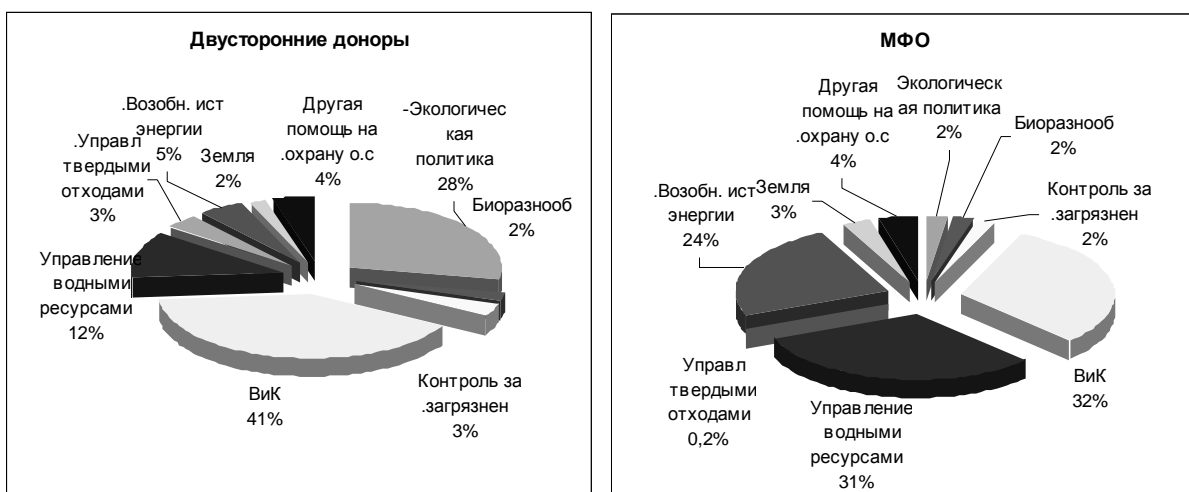 Двусторонние доноры
.Возобн. ист
энергии
5%
.Управл
твердыми
отходами
3%
Земля
2%
Другая
помощь на
.охрану о.с
4%
-Экологичес
кая
политика
28%
Биоразнооб
2%
Управление
водными
ресурсами
12%
ВиК
41%
Контроль за
.загрязнен
3%
МФО
Другая
помощь на
.охрану о.с
4%
Экологическ
ая политика
2%
Биоразнооб
2%
.Возобн. ист
энергии
24%
Земля
3%
Контроль за
.загрязнен
2%
Управл
твердыми
отходами
0,2%
Управление
водными
ресурсами
31%
ВиК
32%